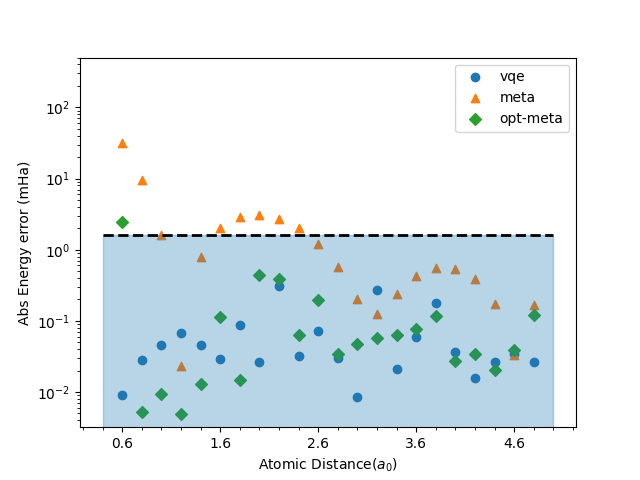 vqe
meta
opt-meta
Abs Energy error (mHa)
10²
10¹
10⁰
10⁻¹
10⁻²
0.6 1.6 2.6 3.6 4.6
Atomic Distance(a₀)